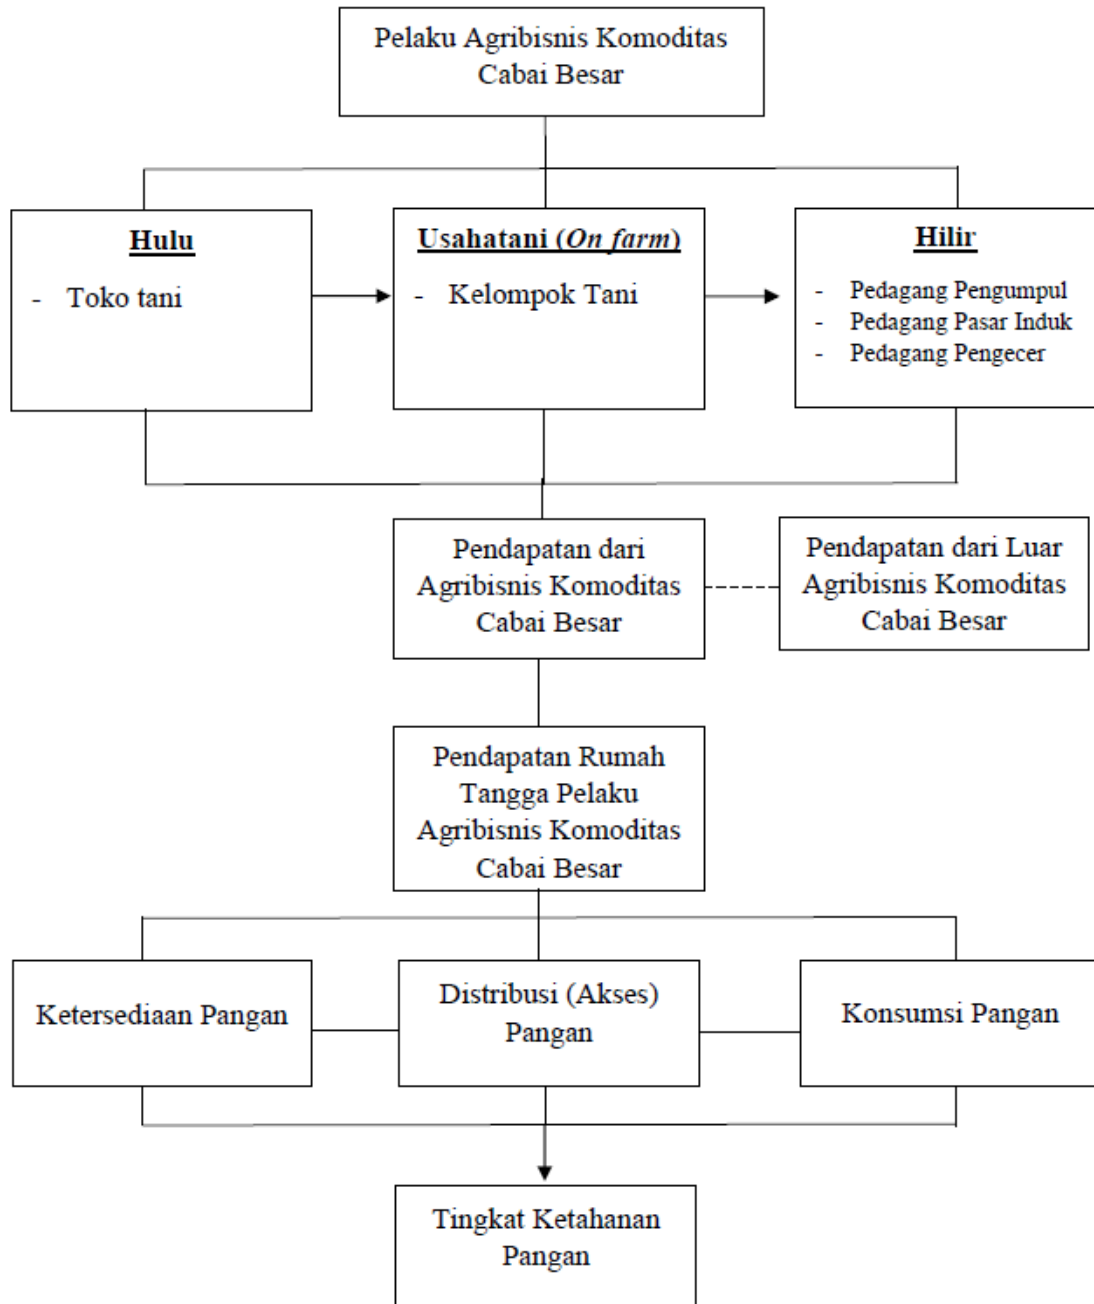 Pelaku Agribisnis Komoditas
Cabai Besar
Hulu
- Toko tani
Usahatani (On farm)
- Kelompok Tani
Hilir
- Pedagang Pengumpul
- Pedagang Pasar Induk
- Pedagang Pengecer
Pendapatan dari
Agribisnis Komoditas
Cabai Besar
Pendapatan dari Luar
Agribisnis Komoditas
Cabai Besar
Pendapatan Rumah
Tangga Pelaku
Agribisnis Komoditas
Cabai Besar
Ketersediaan Pangan
Distribusi (Akses)
Pangan
Konsumsi Pangan
Tingkat Ketahanan
Pangan